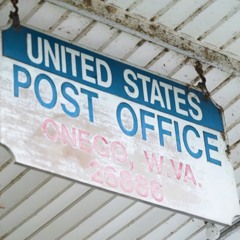 UNITED STATES
POST OFFICE
ONEGO, W.VA.
26886